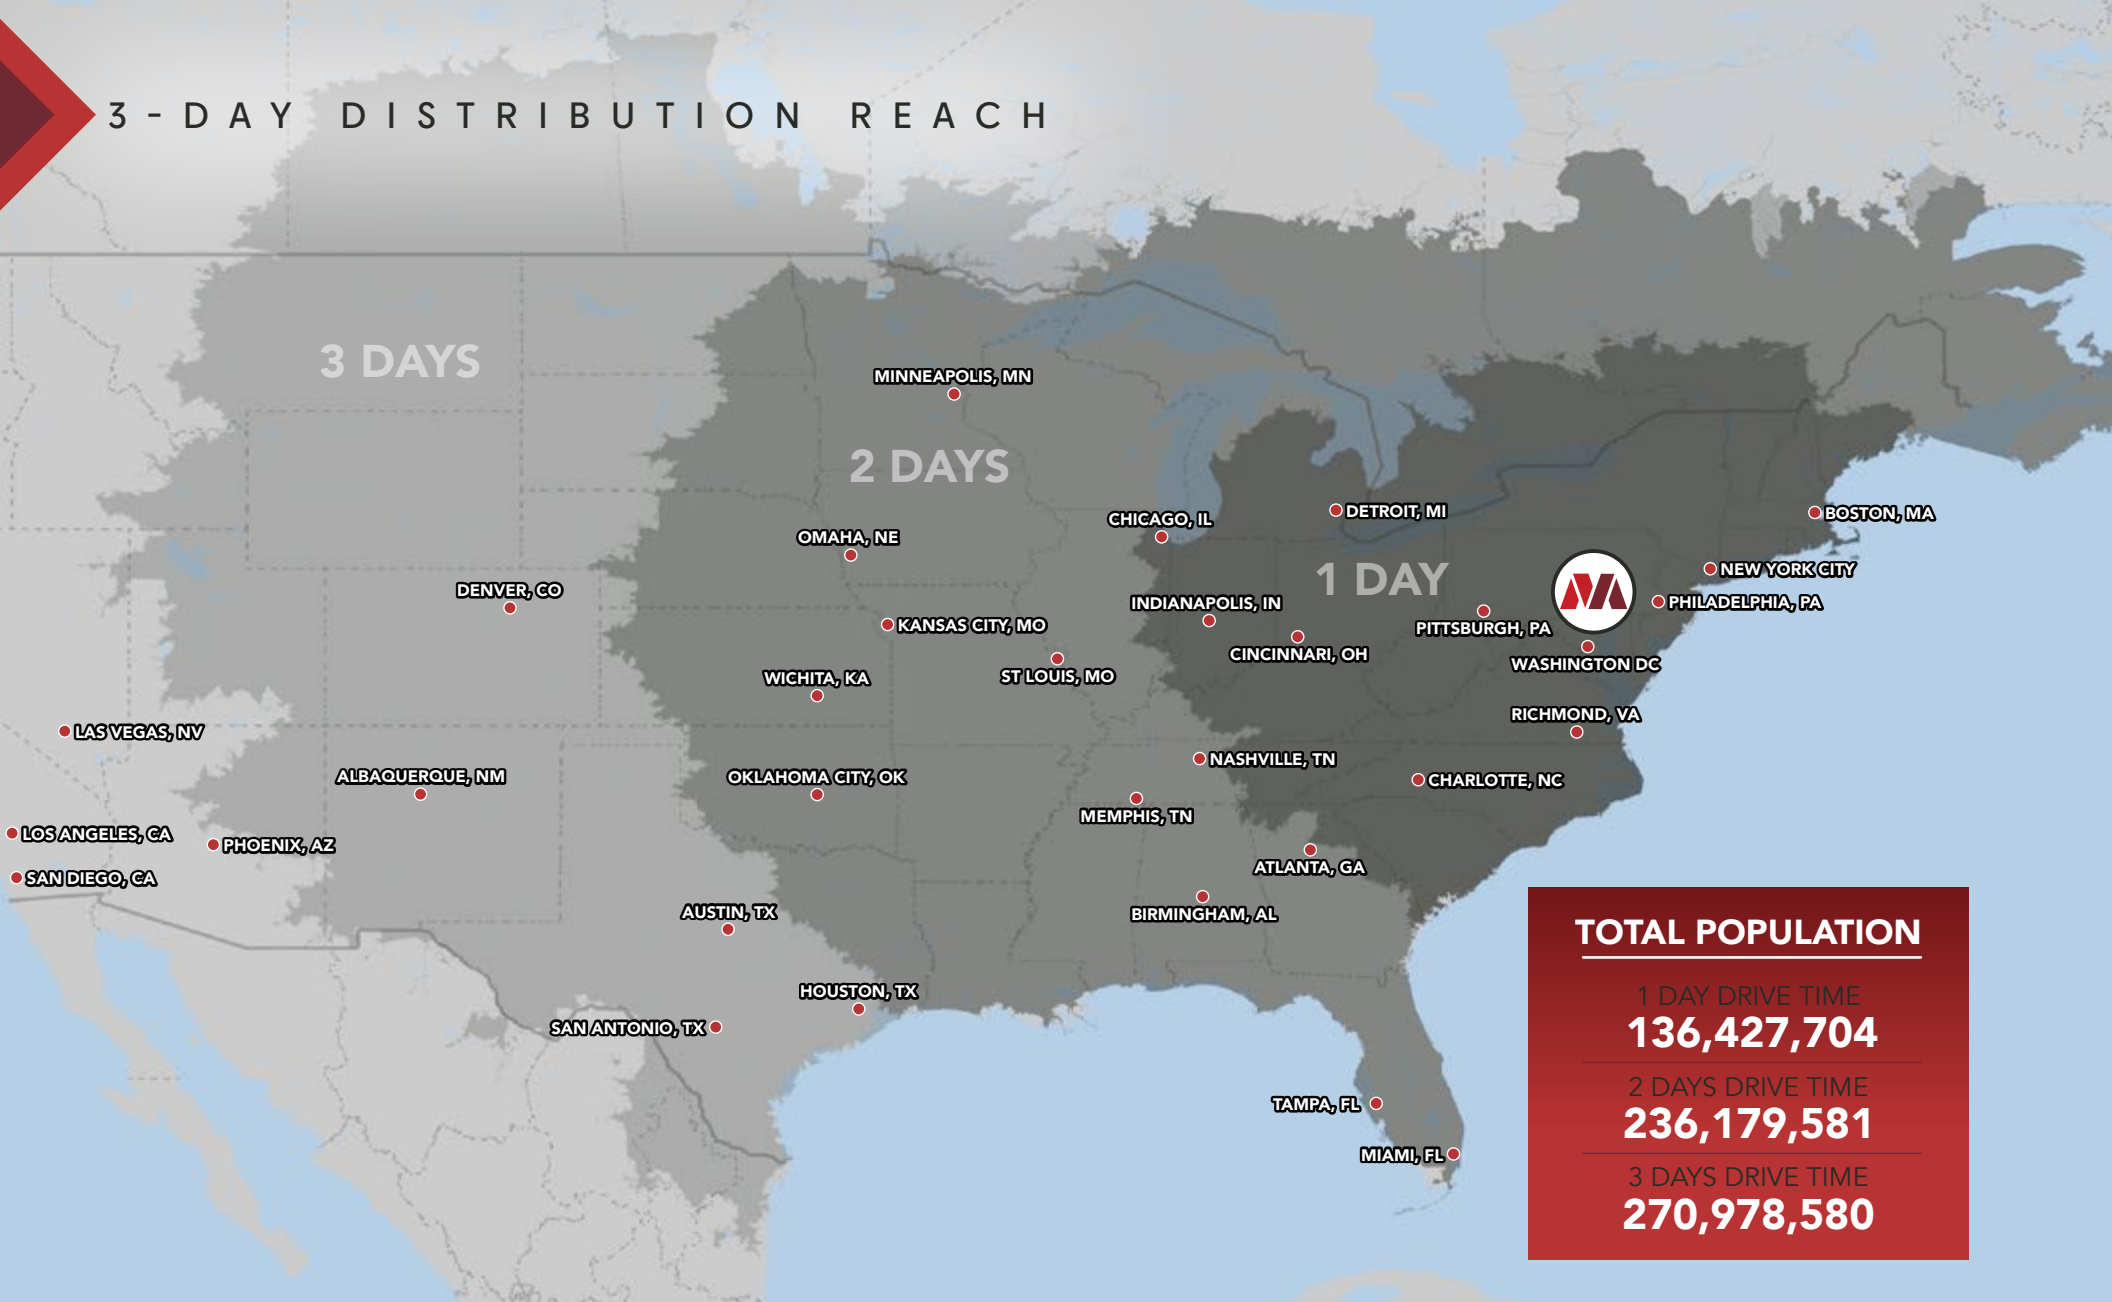 3-DAY DISTRIBUTION REACH
3 DAYS
MINNEAPOLIS, MN
2 DAYS
CHICAGO, IL
DETROIT, MI
BOSTON, MA
OMAHA, NE
1 DAY
NEW YORK CITY
DENVER, CO
INDIANAPOLIS, IN
PHILADELPHIA, PA
KANSAS CITY, MO
PITTSBURGH, PA
CINCINNARI, OH
WASHINGTON DC
WICHITA, KA
ST LOUIS, MO
RICHMOND, VA
LAS VEGAS, NV
NASHVILLE, TN
ALBAQUERQUE, NM
OKLAHOMA CITY, OK
CHARLOTTE, NC
MEMPHIS, TN
LOS ANGELES, CA
PHOENIX, AZ
ATLANTA, GA
SAN DIEGO, CA
AUSTIN, TX
BIRMINGHAM, AL
HOUSTON, TX
SAN ANTONIO, TX
TAMPA, FL
MIAMI, FL
TOTAL POPULATION
1 DAY DRIVE TIME
136,427,704
2 DAYS DRIVE TIME
236,179,581
3 DAYS DRIVE TIME
270,978,580